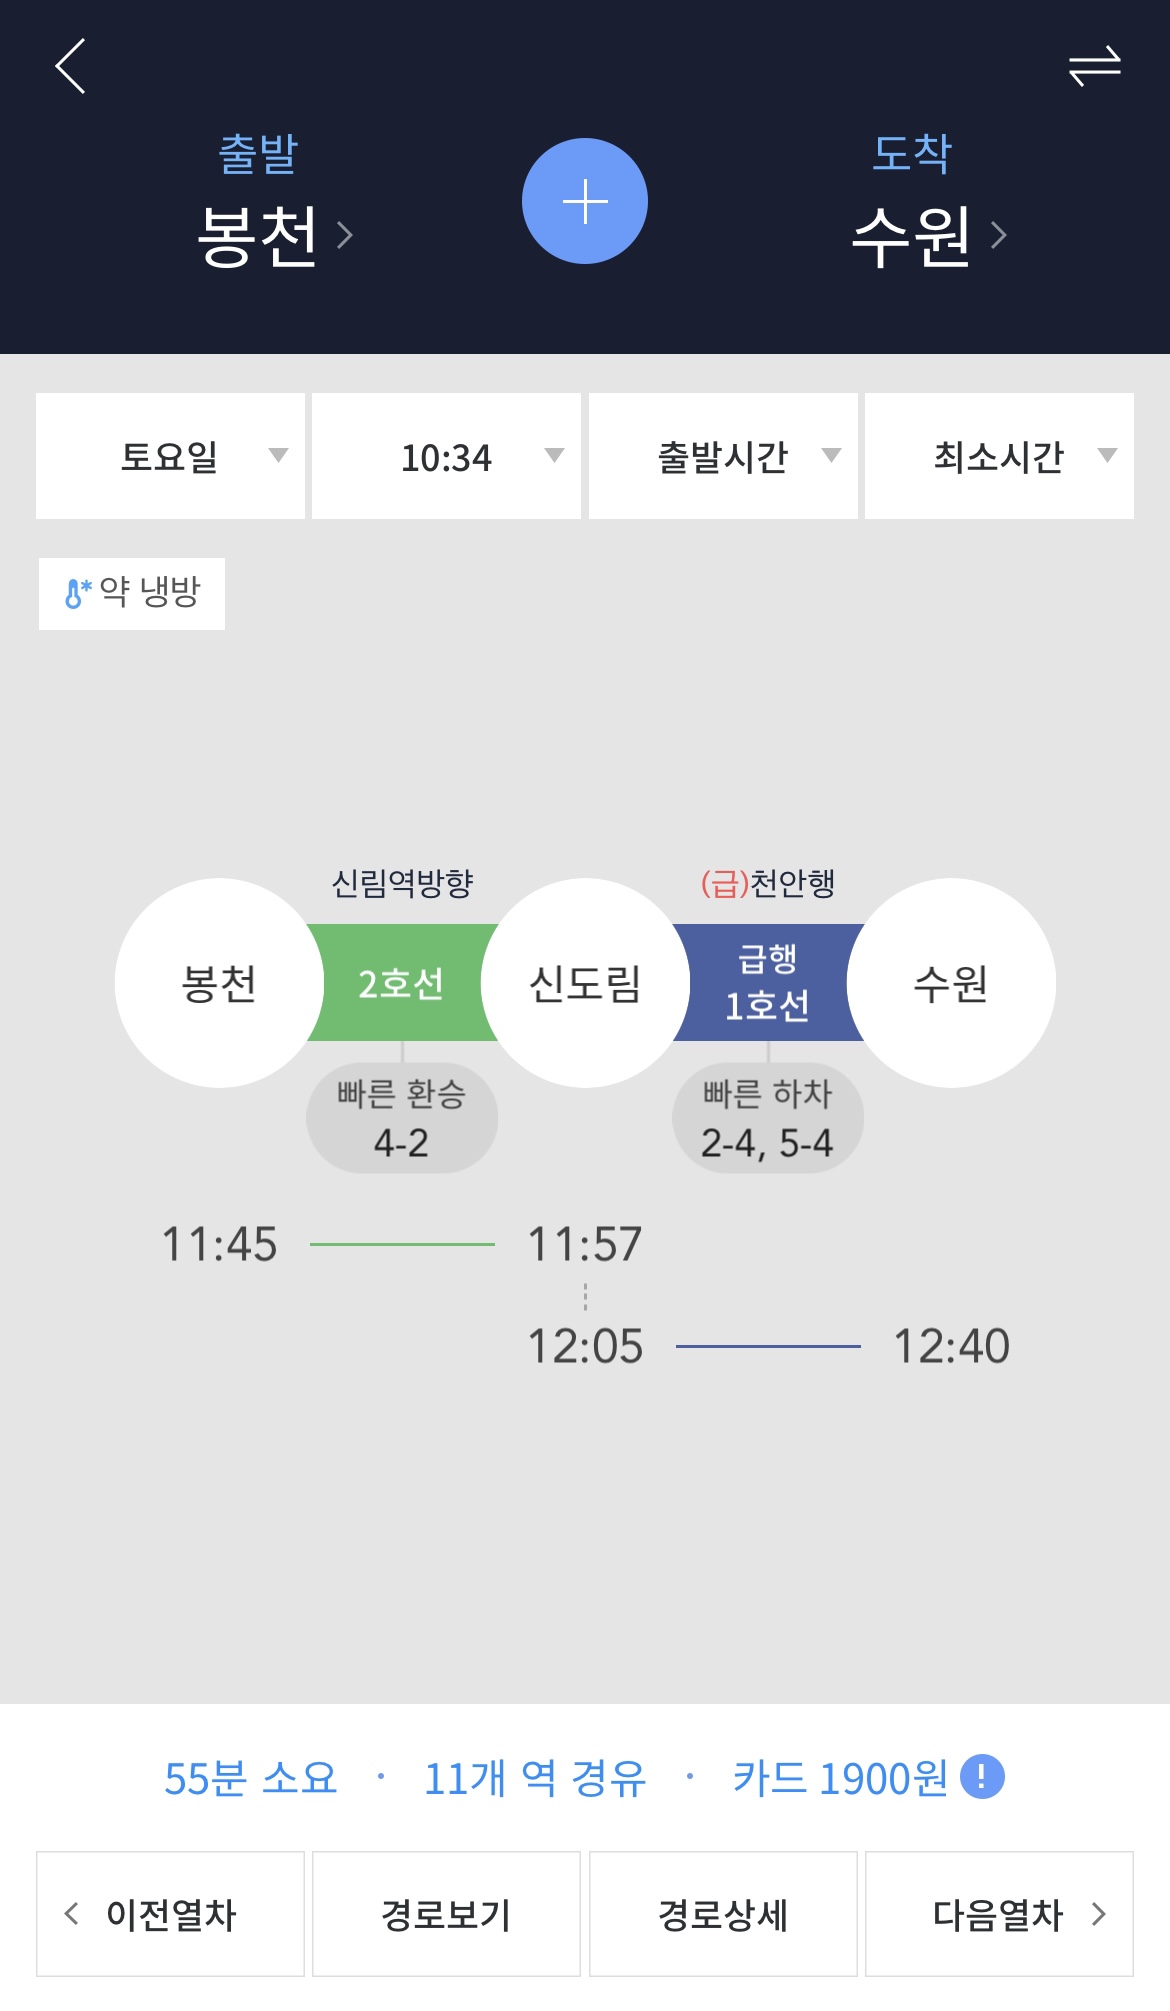 출발
도착
봉천
수원
토요일
10:34
출발시간
최소시간
약 냉방
신림역방향
(급)천안행
봉천
2호선
신도림
급행
1호선
수원
빠른 환승
4-2
빠른 하차
2-4, 5-4
11:45
11:57
12:05
12:40
55분 소요 · 11개 역 경유 · 카드 1900원 !
이전열차
경로보기
경로상세
다음열차